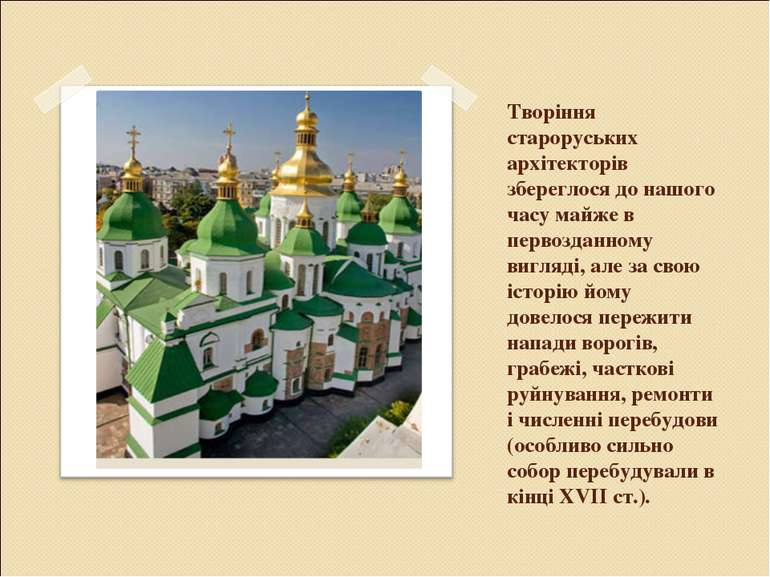 Творіння
староруських
архітекторів
збереглося до нашого
часу майже в
первозданному
вигляді, але за свою
історію йому
довелося пережити
напади ворогів,
грабежі, часткові
руйнування, ремонти
і численні перебудови
(особливо сильно
собор перебудували в
кінці XVII ст.).